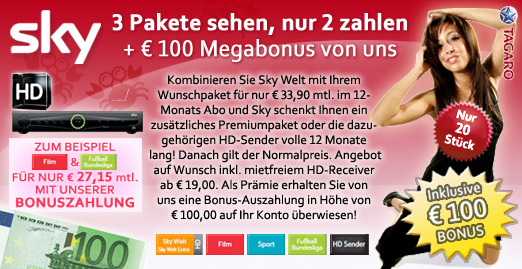 sky
3 Pakete sehen, nur 2 zahlen
+ € 100 Megabonus von uns
TAGARO
HD
Kombinieren Sie Sky Welt mit Ihrem
Wunschpaket für nur € 33,90 mtl. im 12-
Monats Abo und Sky schenkt Ihnen ein
zusätzliches Premiumpaket oder die dazu-
gehörigen HD-Sender volle 12 Monate
lang! Danach gilt der Normalpreis. Angebot
auf Wunsch inkl. mietfreiem HD-Receiver
ab € 19,00. Als Prämie erhalten Sie von
uns eine Bonus-Auszahlung in Höhe von
€ 100,00 auf Ihr Konto überwiesen!
Nur
20
Stück
ZUM BEISPIEL
Film & Fußball Bundesliga
FÜR NUR € 27,15 mtl.
MIT UNSERER
BONUSZAHLUNG
Inklusive
€ 100
BONUS
100
Sky Welt
Sky Welt Extra
Film
Sport
Fußball
Bundesliga
HD Sender